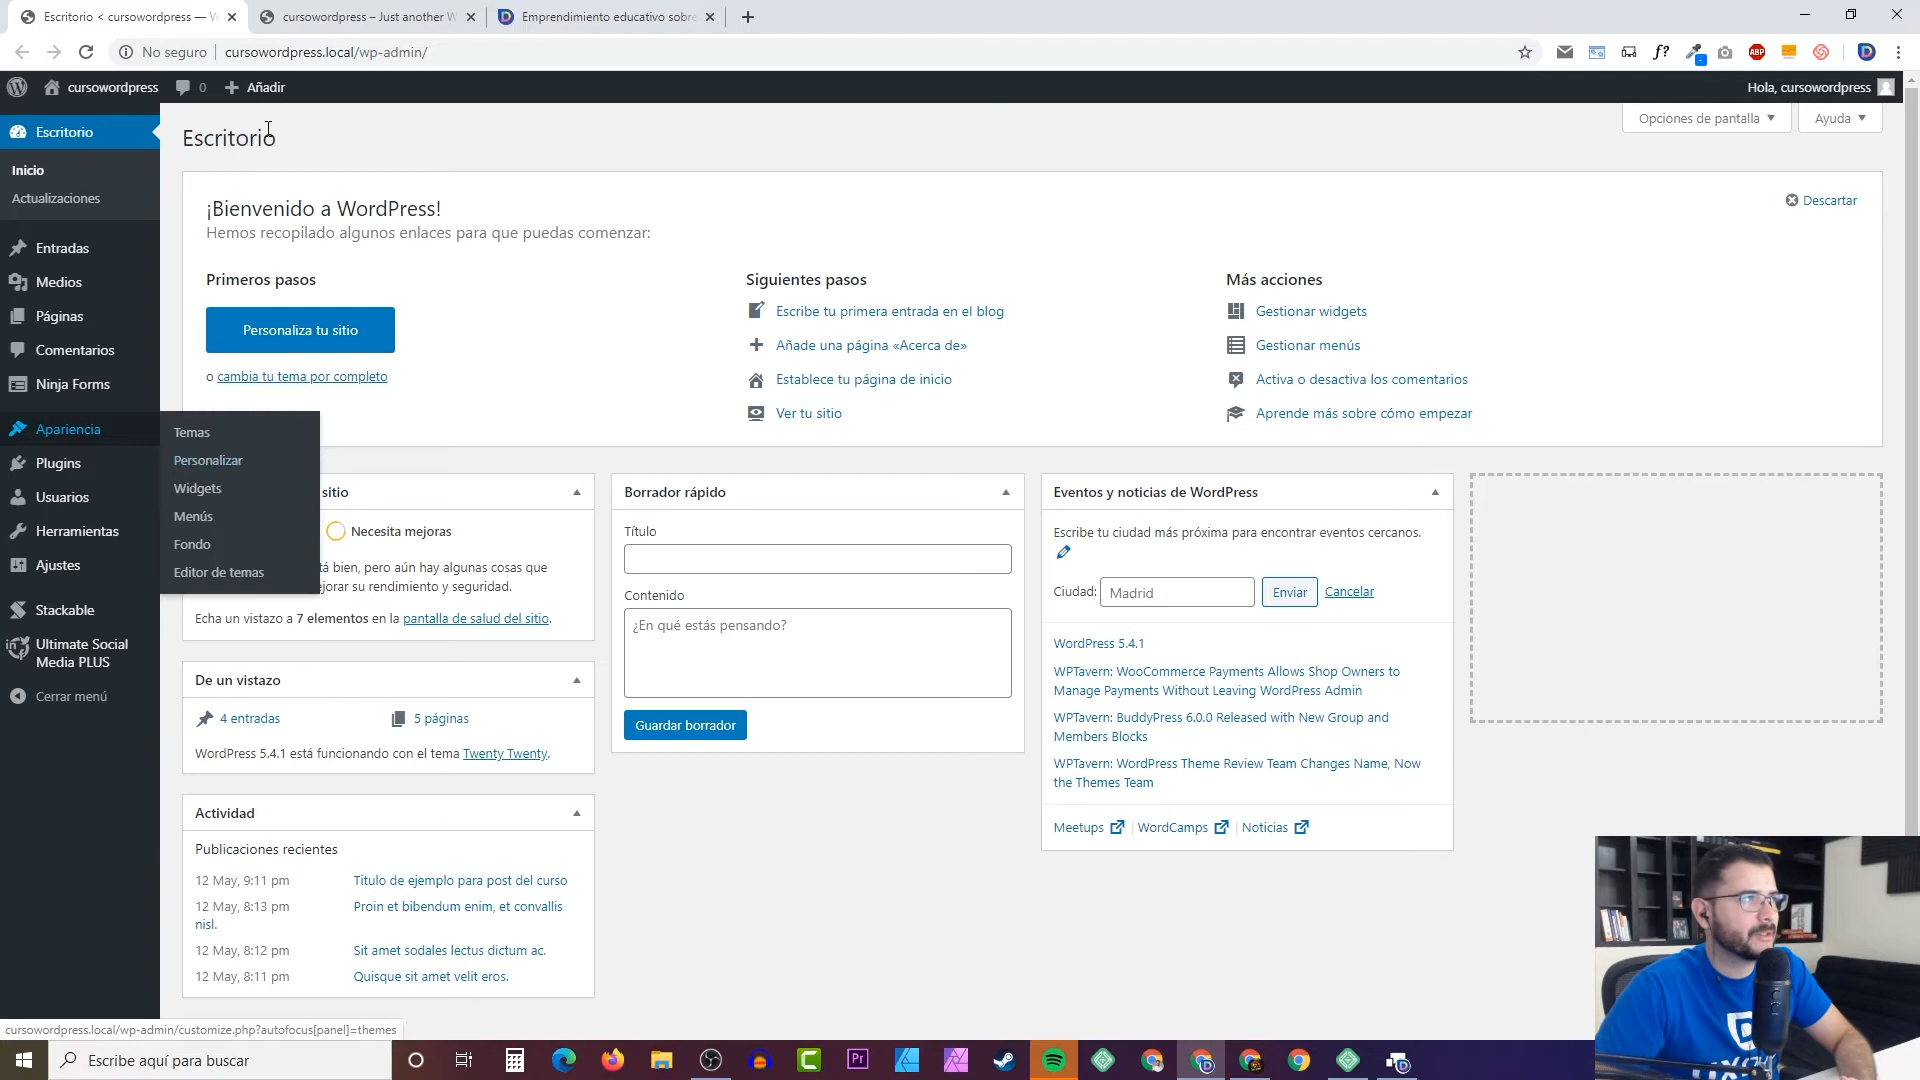 Escritorio < cursowordpress — W
cursowordpress – Just another W
Emprendimiento educativo sobre
No seguro
cursowordpress.local/wp-admin/
cursowordpress
0
Añadir
Hola, cursowordpress
Escritorio
Inicio
Actualizaciones
Entradas
Medios
Páginas
Comentarios
Ninja Forms
Apariencia
Plugins
Usuarios
Herramientas
Ajustes
Stackable
Ultimate Social
Media PLUS
Cerrar menú
Temas
Personalizar
Widgets
Menús
Fondo
Editor de temas
Escritorio
Opciones de pantalla
Ayuda
¡Bienvenido a WordPress!
Hemos recopilado algunos enlaces para que puedas comenzar:
Descartar
Primeros pasos
Personaliza tu sitio
o cambia tu tema por completo
Siguientes pasos
Escribe tu primera entrada en el blog
Añade una página «Acerca de»
Establece tu página de inicio
Ver tu sitio
Más acciones
Gestionar widgets
Gestionar menús
Activa o desactiva los comentarios
Aprende más sobre cómo empezar
sitio
Necesita mejoras
tá bien, pero aún hay algunas cosas que
jorar su rendimiento y seguridad.
Echa un vistazo a 7 elementos en la pantalla de salud del sitio.
De un vistazo
4 entradas
5 páginas
WordPress 5.4.1 está funcionando con el tema Twenty Twenty.
Actividad
Publicaciones recientes
12 May, 9:11 pm Titulo de ejemplo para post del curso
12 May, 8:13 pm Proin et bibendum enim, et convallis
nisl.
12 May, 8:12 pm Sit amet sodales lectus dictum ac.
12 May, 8:11 pm Quisque sit amet velit eros.
Borrador rápido
Título
Contenido
¿En qué estás pensando?
Guardar borrador
Eventos y noticias de WordPress
Escribe tu ciudad más próxima para encontrar eventos cercanos.
Ciudad: Madrid Enviar Cancelar
WordPress 5.4.1
WPTavern: WooCommerce Payments Allows Shop Owners to
Manage Payments Without Leaving WordPress Admin
WPTavern: BuddyPress 6.0.0 Released with New Group and
Members Blocks
WPTavern: WordPress Theme Review Team Changes Name, Now
the Themes Team
Meetups | WordCamps | Noticias
cursowordpress.local/wp-admin/customize.php?autofocus[panel]=themes
Escribe aquí para buscar